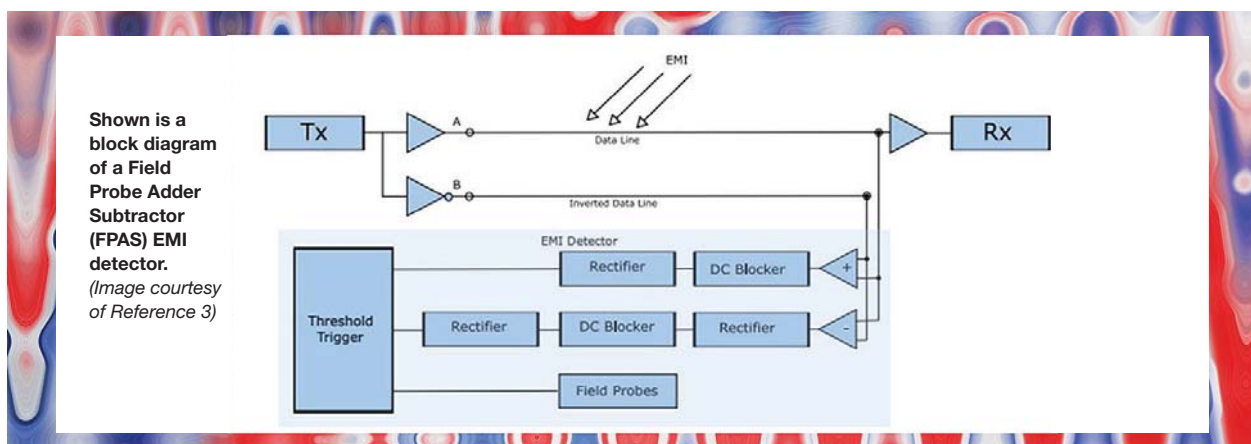 Shown is a
block diagram
of a Field
Probe Adder
Subtractor
(FPAS) EMI
detector.
(Image courtesy
of Reference 3)
EMI
Tx
A
Data Line
Rx
B
Inverted Data Line
EMI Detector
Threshold
Trigger
Rectifier
DC Blocker
+
Rectifier
DC Blocker
Rectifier
-
Field Probes